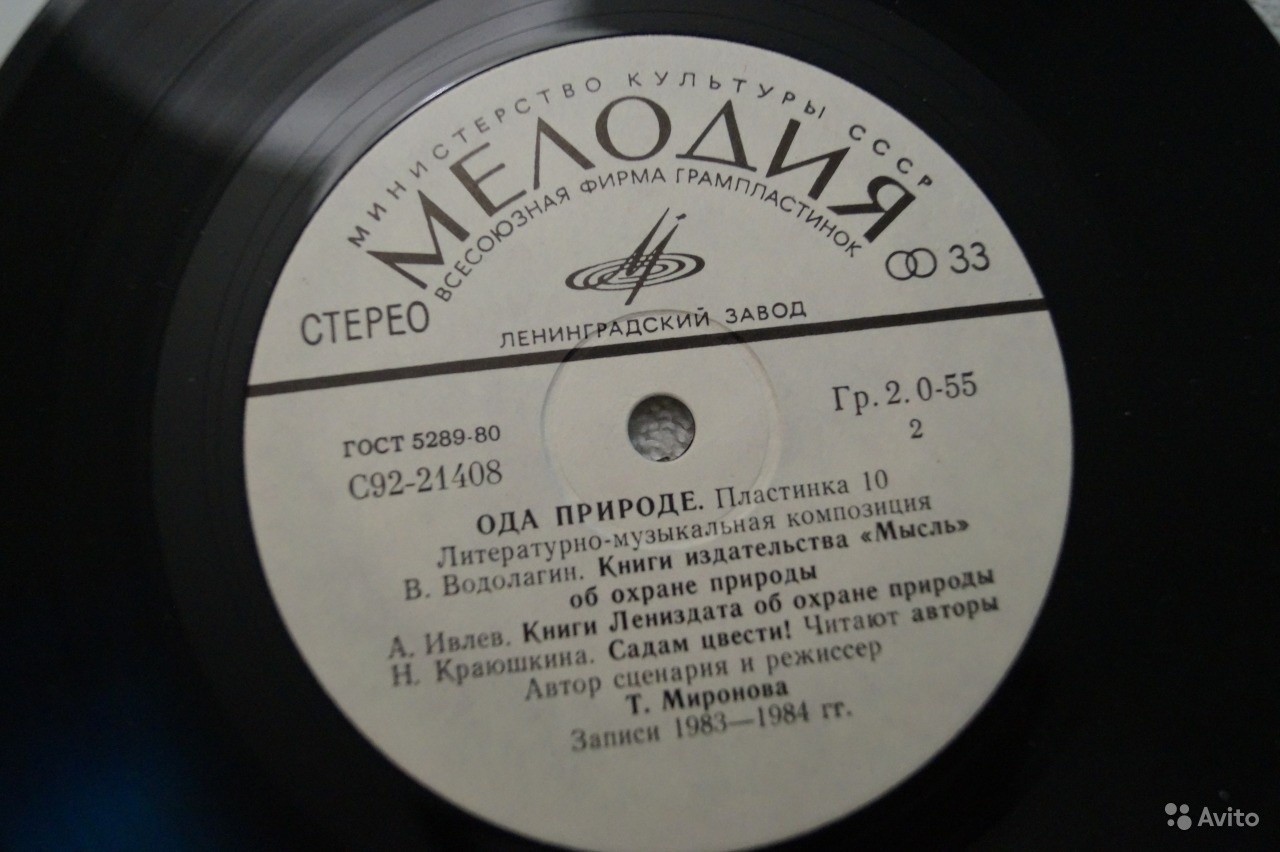 МИНИСТЕРСТВО КУЛЬТУРЫ СССР
МЕЛОДИЯ
ВСЕСОЮЗНАЯ ФИРМА ГРАМПЛАСТИНОК
СТЕРЕО
33
ЛЕНИНГРАДСКИЙ ЗАВОД
ГОСТ 5289-80
Гр. 2. 0-55
С92-21408
2
ОДА ПРИРОДЕ. Пластинка 10
Литературно-музыкальная композиция
В. Водолагин. Книги издательства «Мысль»
об охране природы
А. Ивлев. Книги Лениздата об охране природы
Н. Краюшкина. Садам цвести! Читают авторы
Автор сценария и режиссер
Т. Миронова
Записи 1983—1984 гг.
Avito